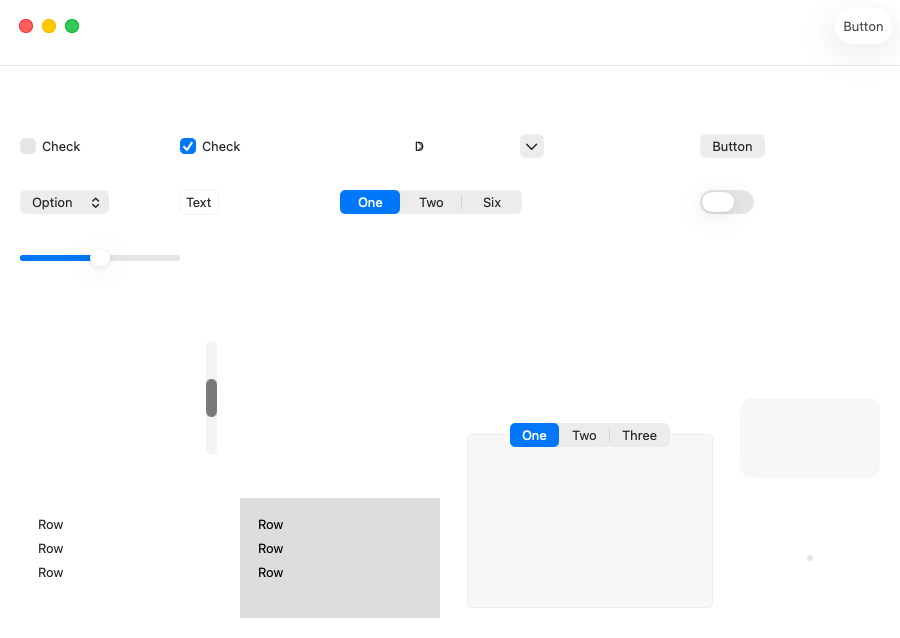 Button
Check
Check
Button
Option
Text
One Two Six
One Two Three
Row
Row
Row
Row
Row
Row